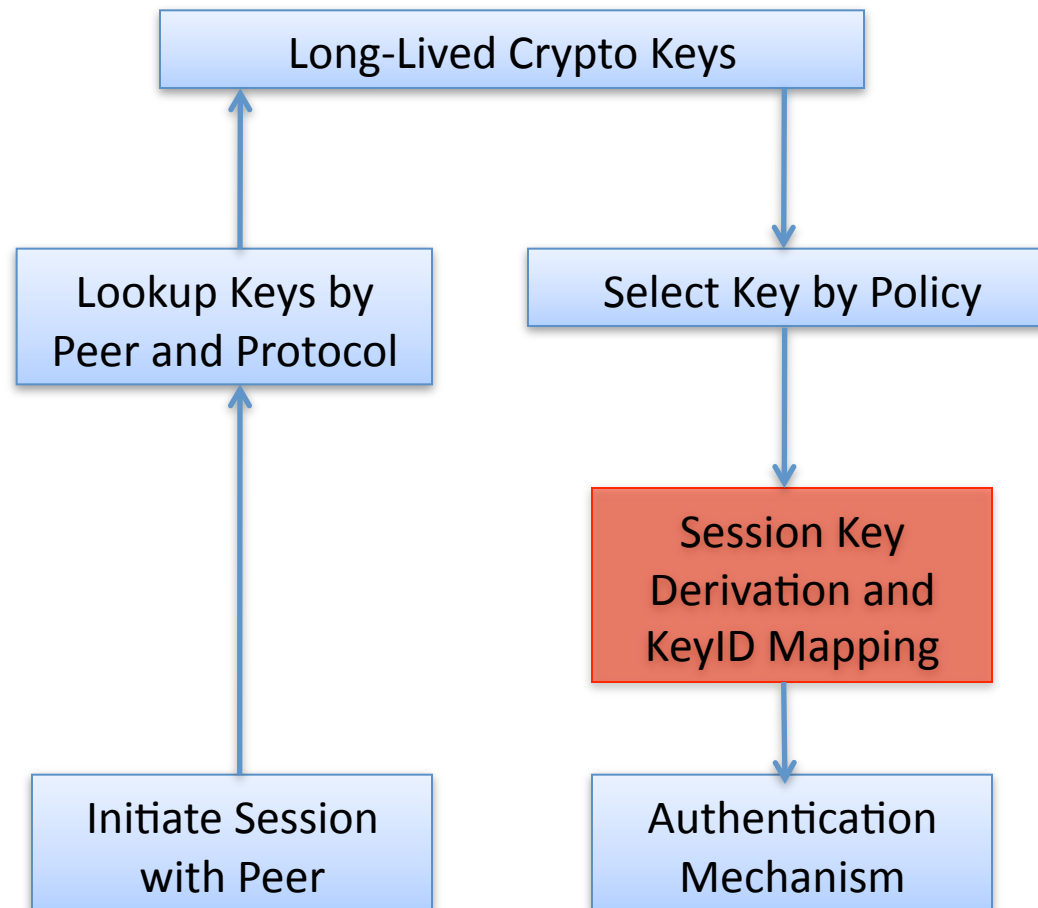 Long-Lived Crypto Keys
Lookup Keys by
Peer and Protocol
Select Key by Policy
Session Key
Derivation and
KeyID Mapping
Initiate Session
with Peer
Authentication
Mechanism